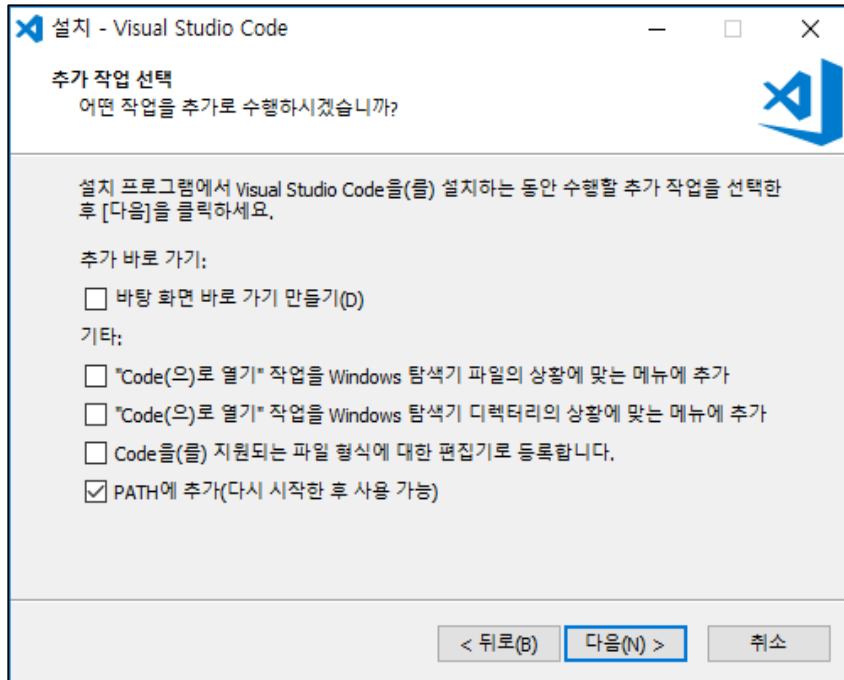 설치 - Visual Studio Code
추가 작업 선택
어떤 작업을 추가로 수행하시겠습니까?
설치 프로그램에서 Visual Studio Code을(를) 설치하는 동안 수행할 추가 작업을 선택한
후 [다음]을 클릭하세요.
추가 바로 가기:
바탕 화면 바로 가기 만들기(D)
기타:
"Code(으)로 열기" 작업을 Windows 탐색기 파일의 상황에 맞는 메뉴에 추가
"Code(으)로 열기" 작업을 Windows 탐색기 디렉터리의 상황에 맞는 메뉴에 추가
Code을(를) 지원되는 파일 형식에 대한 편집기로 등록합니다.
PATH에 추가(다시 시작한 후 사용 가능)
< 뒤로(B) 다음(N) > 취소